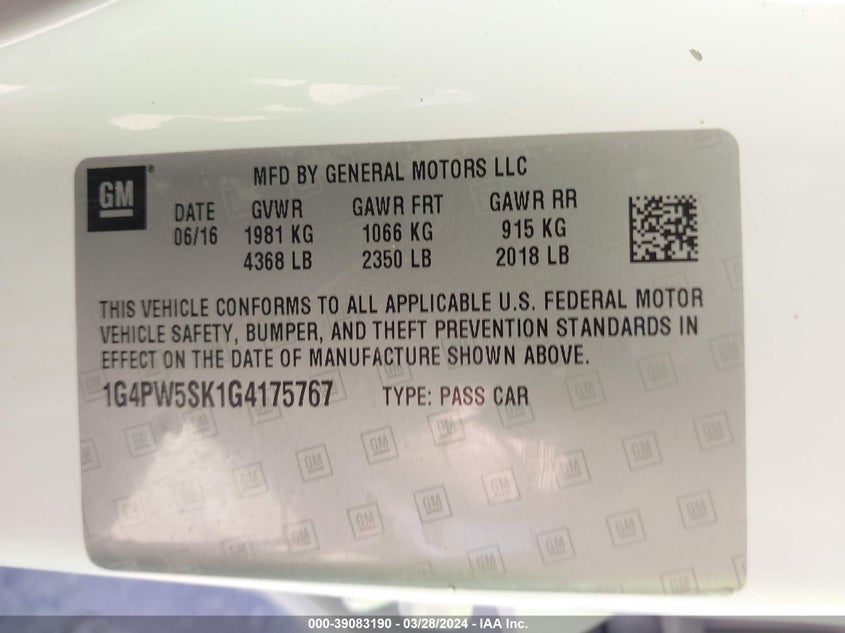 GM®
MFD BY GENERAL MOTORS LLC
DATE GVWR GAWR FRT GAWR RR
06/16 1981 KG 1066 KG 915 KG
4368 LB 2350 LB 2018 LB
THIS VEHICLE CONFORMS TO ALL APPLICABLE U.S. FEDERAL MOTOR
VEHICLE SAFETY, BUMPER, AND THEFT PREVENTION STANDARDS IN
EFFECT ON THE DATE OF MANUFACTURE SHOWN ABOVE.
1G4PW5SK1G4175767 TYPE: PASS CAR
000-39083190 - 03/28/2024 - IAA Inc.